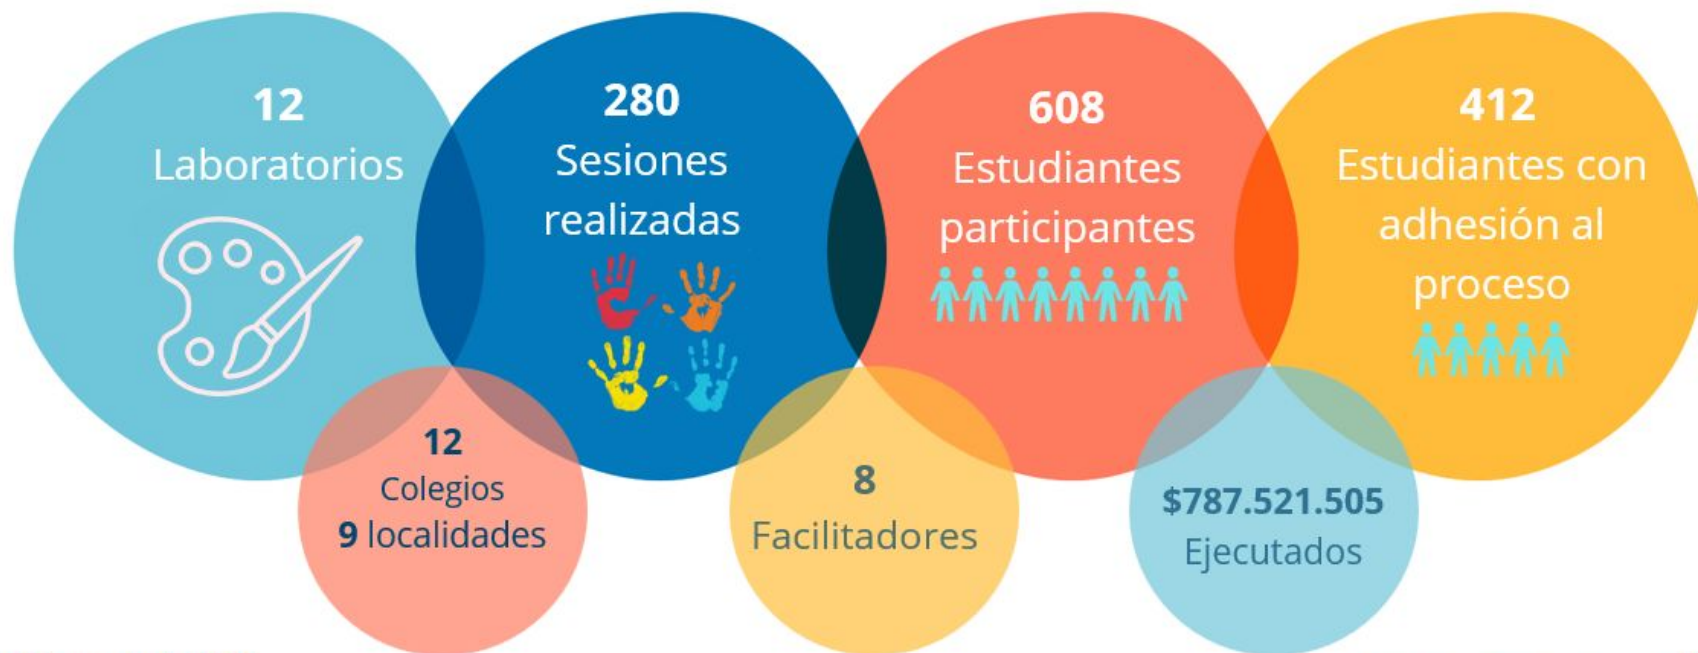 12
Laboratorios
280
Sesiones
realizadas
608
Estudiantes
participantes
412
Estudiantes con
adhesión al
proceso
12
Colegios
9 localidades
8
Facilitadores
$787.521.505
Ejecutados